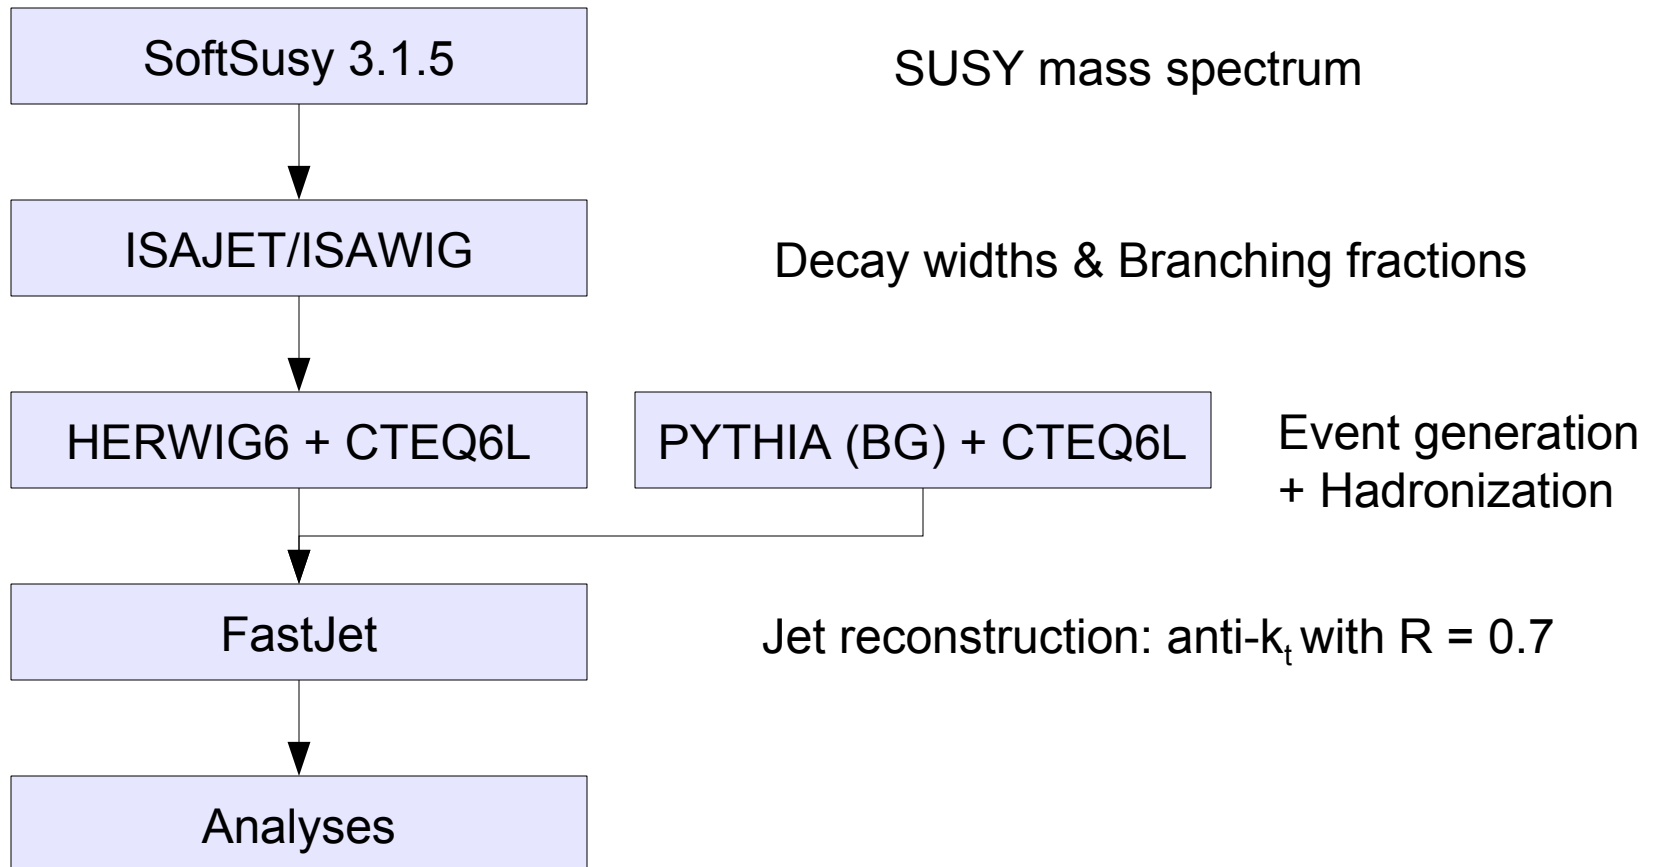 SoftSusy 3.1.5
SUSY mass spectrum
ISAJET/ISAWIG
Decay widths & Branching fractions
HERWIG6 + CTEQ6L
PYTHIA (BG) + CTEQ6L
Event generation
+ Hadronization
FastJet
Jet reconstruction: anti-kt with R = 0.7
Analyses